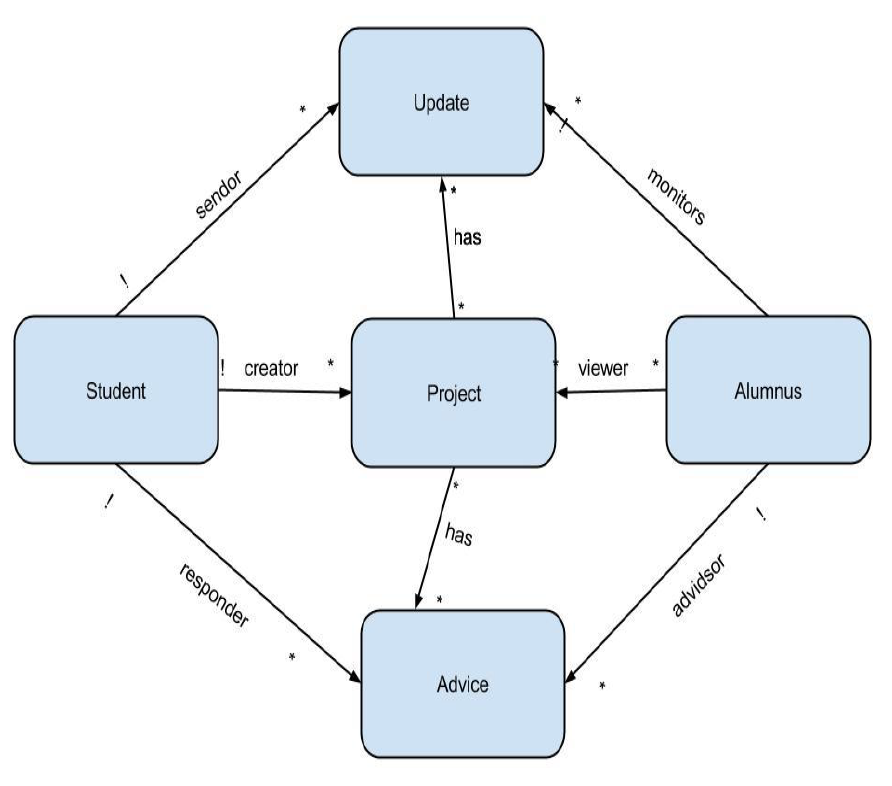 Update
*
*
!
sendor
monitors
*
has
!
*
Student
! creator *
Project
* viewer *
Alumnus
!
*
!
has
responder
advidsor
*
*
*
Advice